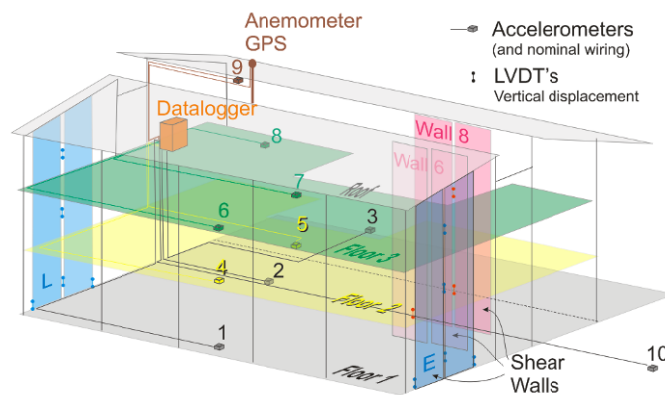 Anemometer
GPS
9
Datalogger
Accelerometers
(and nominal wiring)
LVDT's
Vertical displacement
8
Wall 8
Wall 6
7
Roof
6
5
3
Floor 3
L
4
2
Floor 2
1
Floor 1
E
Shear
Walls
10